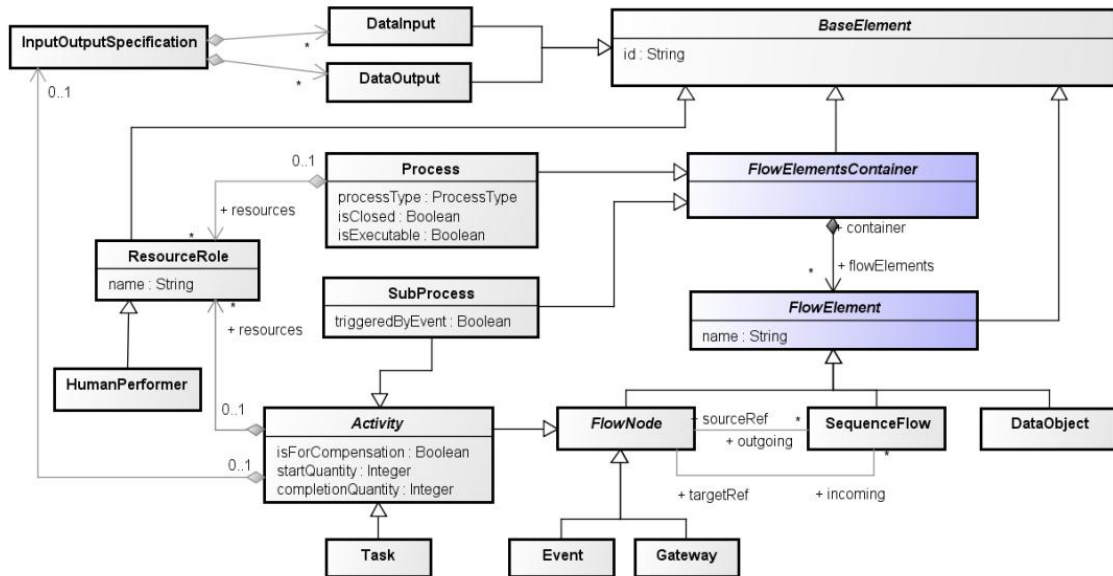 InputOutputSpecification
DataInput
*
DataOutput
*
BaseElement
id : String
0..1
0..1
Process
processType : ProcessType
isClosed : Boolean
isExecutable : Boolean
+ resources
*
FlowElementsContainer
+ container
* + flowElements
ResourceRole
name : String
*
+ resources
SubProcess
triggeredByEvent : Boolean
FlowElement
name : String
HumanPerformer
0..1
0..1
Activity
isForCompensation : Boolean
startQuantity : Integer
completionQuantity : Integer
FlowNode
+ sourceRef
*
+ outgoing
SequenceFlow
*
+ targetRef
+ incoming
DataObject
Task
Event
Gateway